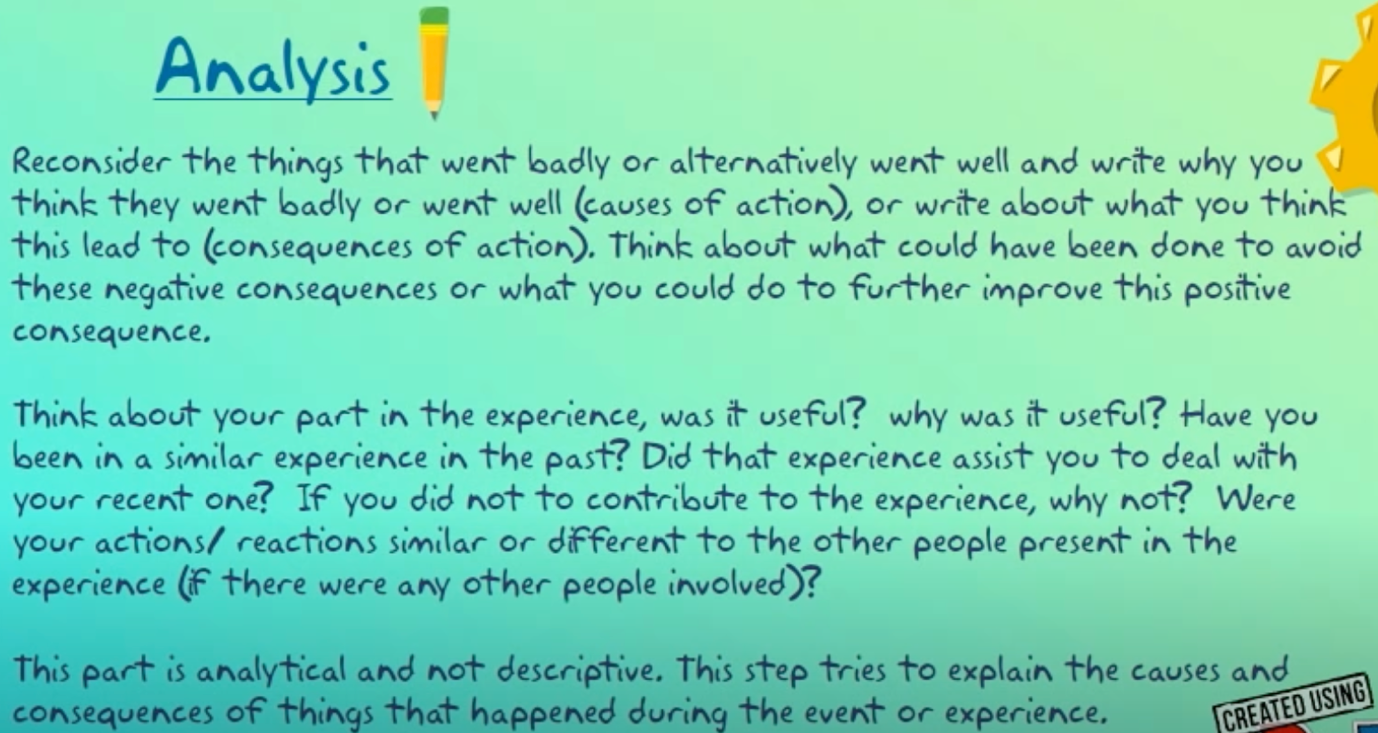 Analysis
Reconsider the things that went badly or alternatively went well and write why you
think they went badly or went well (causes of action), or write about what you think
this lead to (consequences of action). Think about what could have been done to avoid
these negative consequences or what you could do to further improve this positive
consequence.
Think about your part in the experience, was it useful?  why was it useful? Have you
been in a similar experience in the past? Did that experience assist you to deal with
your recent one?  If you did not to contribute to the experience, why not?  Were
your actions/ reactions similar or different to the other people present in the
experience (if there were any other people involved)?
This part is analytical and not descriptive. This step tries to explain the causes and
consequences of things that happened during the event or experience.
CREATED USING